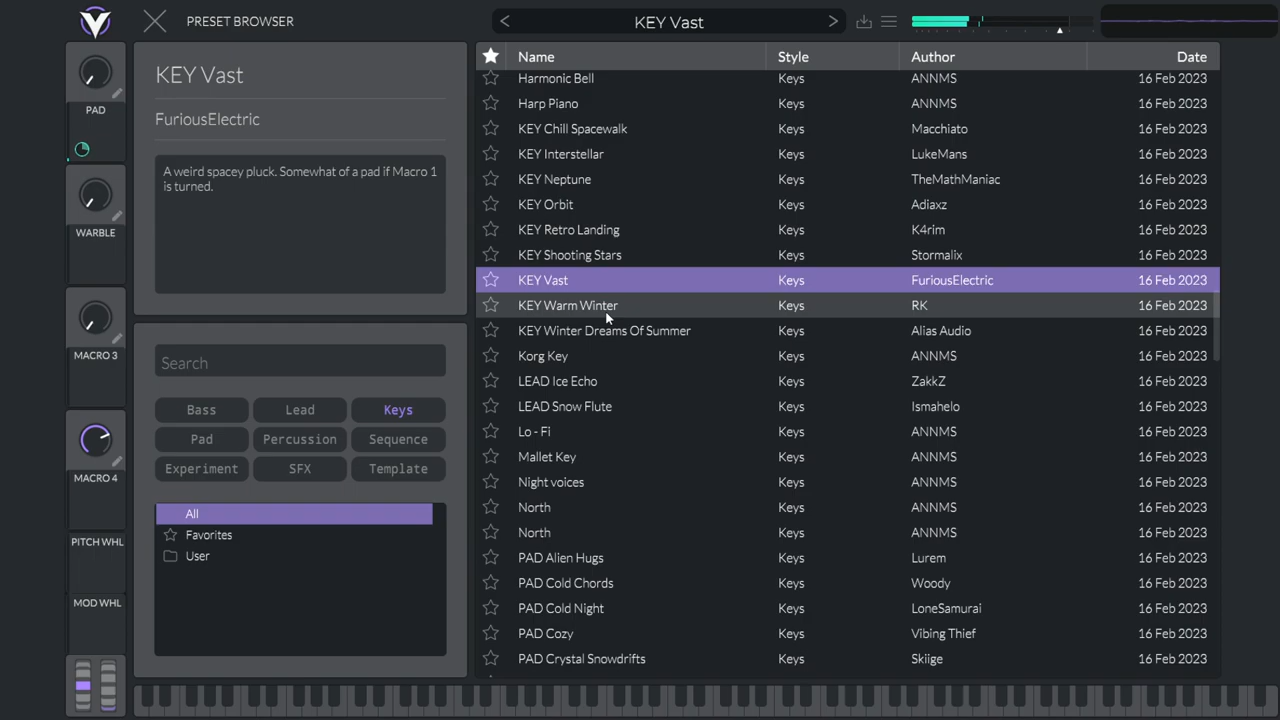 PRESET BROWSER
KEY Vast
PAD
WARBLE
MACRO 3
MACRO 4
PITCH WHL
MOD WHL
KEY Vast
FuriousElectric
A weird spacey pluck. Somewhat of a pad if Macro 1
is turned.
Search
Bass Lead Keys
Pad Percussion Sequence
Experiment SFX Template
All
Favorites
User
Name Style Author Date
Harmonic Bell Keys ANNMS 16 Feb 2023
Harp Piano Keys ANNMS 16 Feb 2023
KEY Chill Spacewalk Keys Macchiato 16 Feb 2023
KEY Interstellar Keys LukeMans 16 Feb 2023
KEY Neptune Keys TheMathManiac 16 Feb 2023
KEY Orbit Keys Adiaxz 16 Feb 2023
KEY Retro Landing Keys K4rim 16 Feb 2023
KEY Shooting Stars Keys Stormalix 16 Feb 2023
KEY Vast Keys FuriousElectric 16 Feb 2023
KEY Warm Winter Keys RK 16 Feb 2023
KEY Winter Dreams Of Summer Keys Alias Audio 16 Feb 2023
Korg Key Keys ANNMS 16 Feb 2023
LEAD Ice Echo Keys ZakkZ 16 Feb 2023
LEAD Snow Flute Keys Ismahelo 16 Feb 2023
Lo - Fi Keys ANNMS 16 Feb 2023
Mallet Key Keys ANNMS 16 Feb 2023
Night voices Keys ANNMS 16 Feb 2023
North Keys ANNMS 16 Feb 2023
North Keys ANNMS 16 Feb 2023
PAD Alien Hugs Keys Lurem 16 Feb 2023
PAD Cold Chords Keys Woody 16 Feb 2023
PAD Cold Night Keys LoneSamurai 16 Feb 2023
PAD Cozy Keys Vibing Thief 16 Feb 2023
PAD Crystal Snowdrifts Keys Skiige 16 Feb 2023